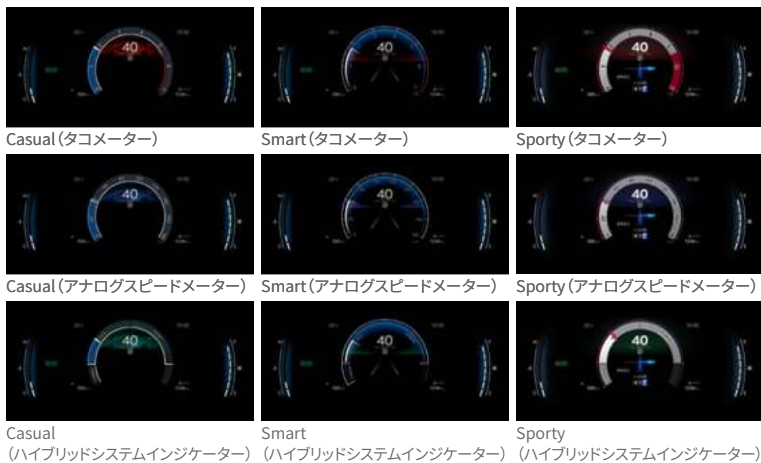 40
40
40
Casual（タコメーター）
Smart（タコメーター）
Sporty（タコメーター）
40
40
40
Casual（アナログスピードメーター）
Smart（アナログスピードメーター）
Sporty（アナログスピードメーター）
40
40
40
Casual
（ハイブリッドシステムインジケーター）
Smart
（ハイブリッドシステムインジケーター）
Sporty
（ハイブリッドシステムインジケーター）